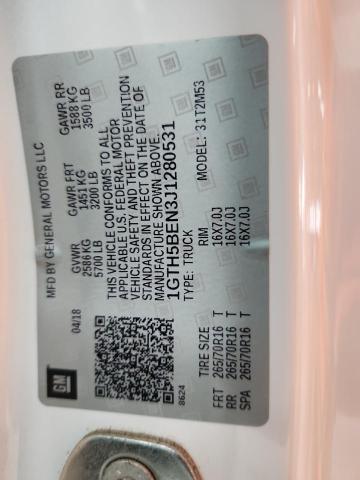 GM
04/18
MFD BY GENERAL MOTORS LLC
GVWR GAWR FRT GAWR RR
2586 KG 1451 KG 1588 KG
5700 LB 3200 LB 3500 LB
THIS VEHICLE CONFORMS TO ALL
APPLICABLE U.S. FEDERAL MOTOR
VEHICLE SAFETY AND THEFT PREVENTION
STANDARDS IN EFFECT ON THE DATE OF
MANUFACTURE SHOWN ABOVE.
1GTH5BEN3J1280531
TYPE: TRUCK MODEL: 31T2M53
8624
TIRE SIZE RIM
FRT 265/70R16 T 16X7.0J
RR 265/70R16 T 16X7.0J
SPA 265/70R16 T 16X7.0J